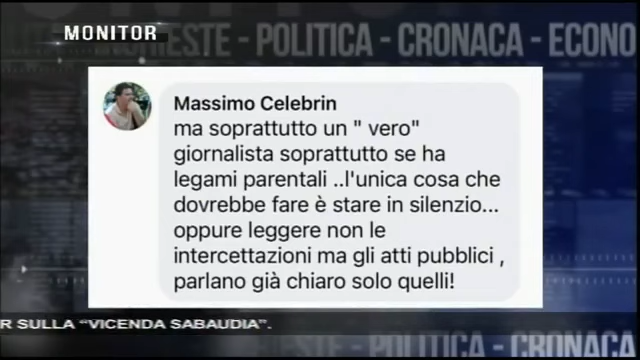 MONITOR
RIESTE - POLITICA - CRONACA - ECONO
Massimo Celebrin
ma soprattutto un " vero"
giornalista soprattutto se ha
legami parentali ..l'unica cosa che
dovrebbe fare è stare in silenzio...
oppure leggere non le
intercettazioni ma gli atti pubblici ,
parlano già chiaro solo quelli!
R SULLA “VICENDA SABAUDIA”.
- POLITICA - CRONACA